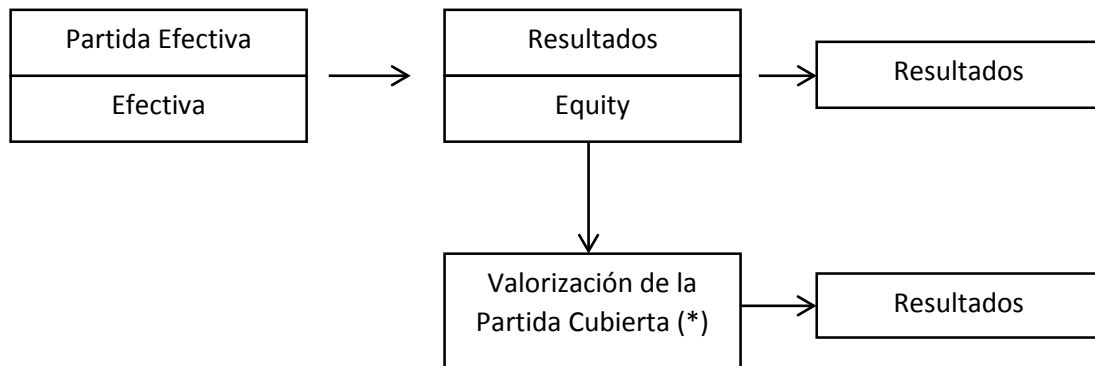 Partida Efectiva
Efectiva
Resultados
Equity
Resultados
Valorización de la
Partida Cubierta (*)
Resultados